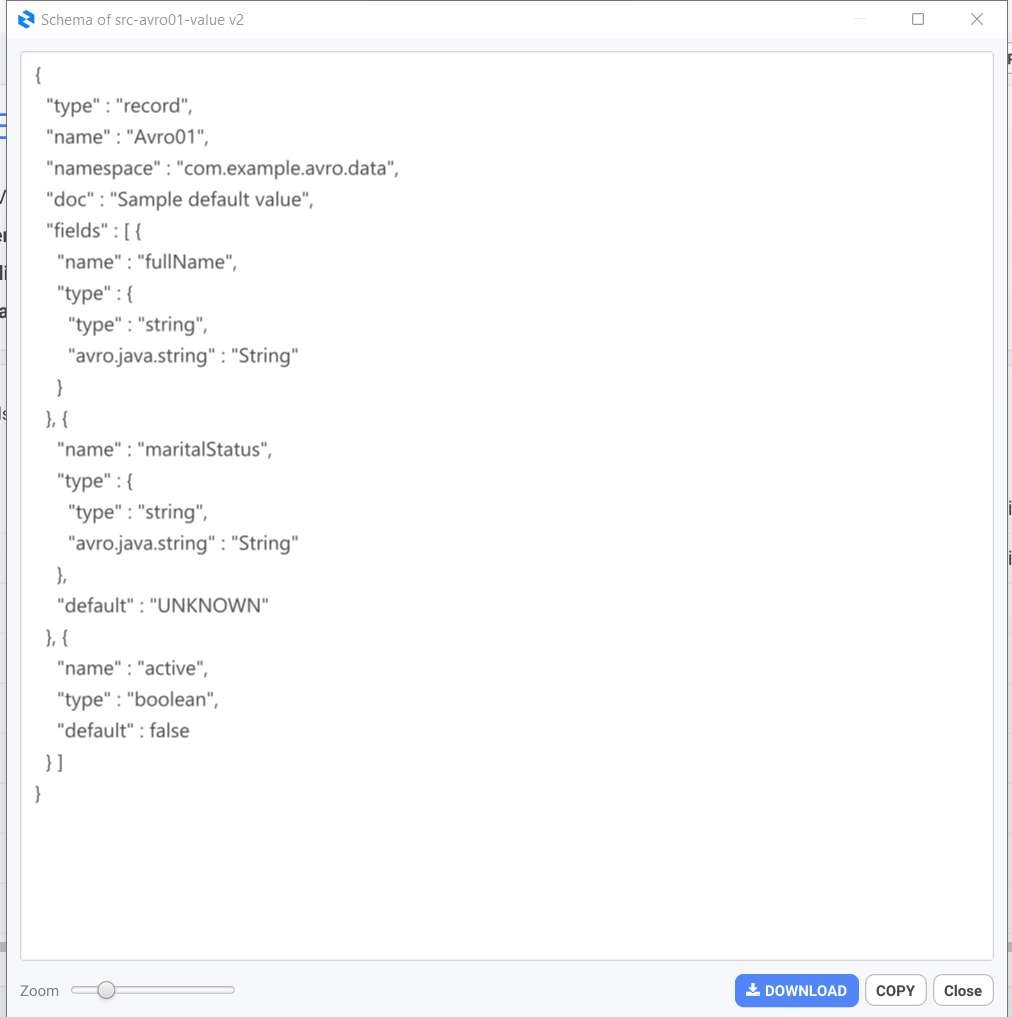 Schema of src-avro01-value v2
{
"type" : "record",
"name" : "Avro01",
"namespace" : "com.example.avro.data",
"doc" : "Sample default value",
"fields" : [ {
"name" : "fullName",
"type" : {
"type" : "string",
"avro.java.string" : "String"
}
}, {
"name" : "maritalStatus",
"type" : {
"type" : "string",
"avro.java.string" : "String"
},
"default" : "UNKNOWN"
}, {
"name" : "active",
"type" : "boolean",
"default" : false
} ]
}
Zoom DOWNLOAD COPY Close